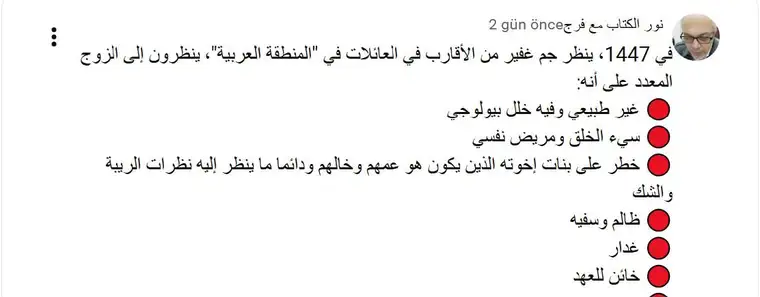 نور الكتاب مع فرج2 gün önce
في 1447، ينظر جم غفير من الأقارب في العائلات في "المنطقة العربية"، ينظرون إلى الزوج
المعدد على أنه:
🔴 غير طبيعي وفيه خلل بيولوجي
🔴 سيء الخلق ومريض نفسي
🔴 خطر على بنات إخوته الذين يكون هو عمهم وخالهم ودائما ما ينظر إليه نظرات الريبة
والشك
🔴 ظالم وسفيه
🔴 غدار
🔴 خائن للعهد